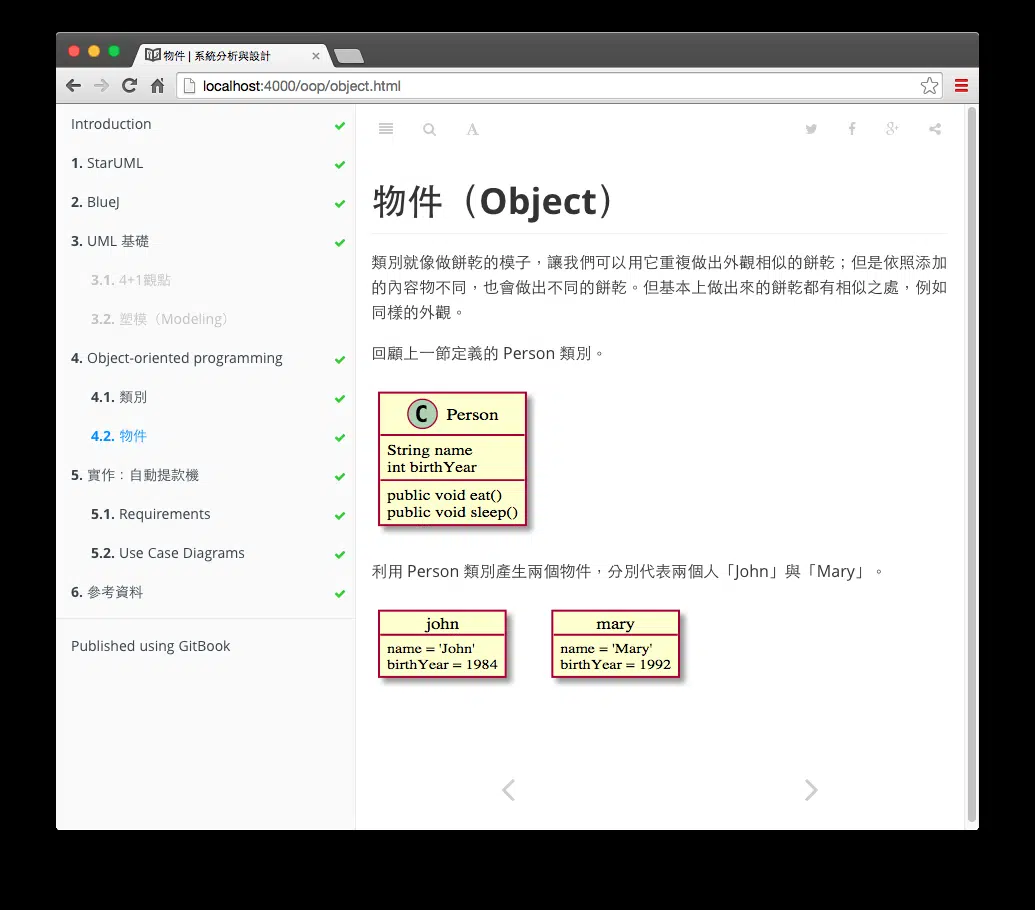 物件 | 系統分析與設計
localhost:4000/oop/object.html
Introduction
1. StarUML
2. BlueJ
3. UML 基礎
3.1. 4+1觀點
3.2. 塑模（Modeling）
4. Object-oriented programming
4.1. 類別
4.2. 物件
5. 實作：自動提款機
5.1. Requirements
5.2. Use Case Diagrams
6. 參考資料
Published using GitBook
A
物件（Object）
類別就像做餅乾的模子，讓我們可以用它重複做出外觀相似的餅乾；但是依照添加
的內容物不同，也會做出不同的餅乾。但基本上做出來的餅乾都有相似之處，例如
同樣的外觀。
回顧上一節定義的 Person 類別。
C Person
String name
int birthYear
public void eat()
public void sleep()
利用 Person 類別產生兩個物件，分別代表兩個人「John」與「Mary」。
john
name = 'John'
birthYear = 1984
mary
name = 'Mary'
birthYear = 1992